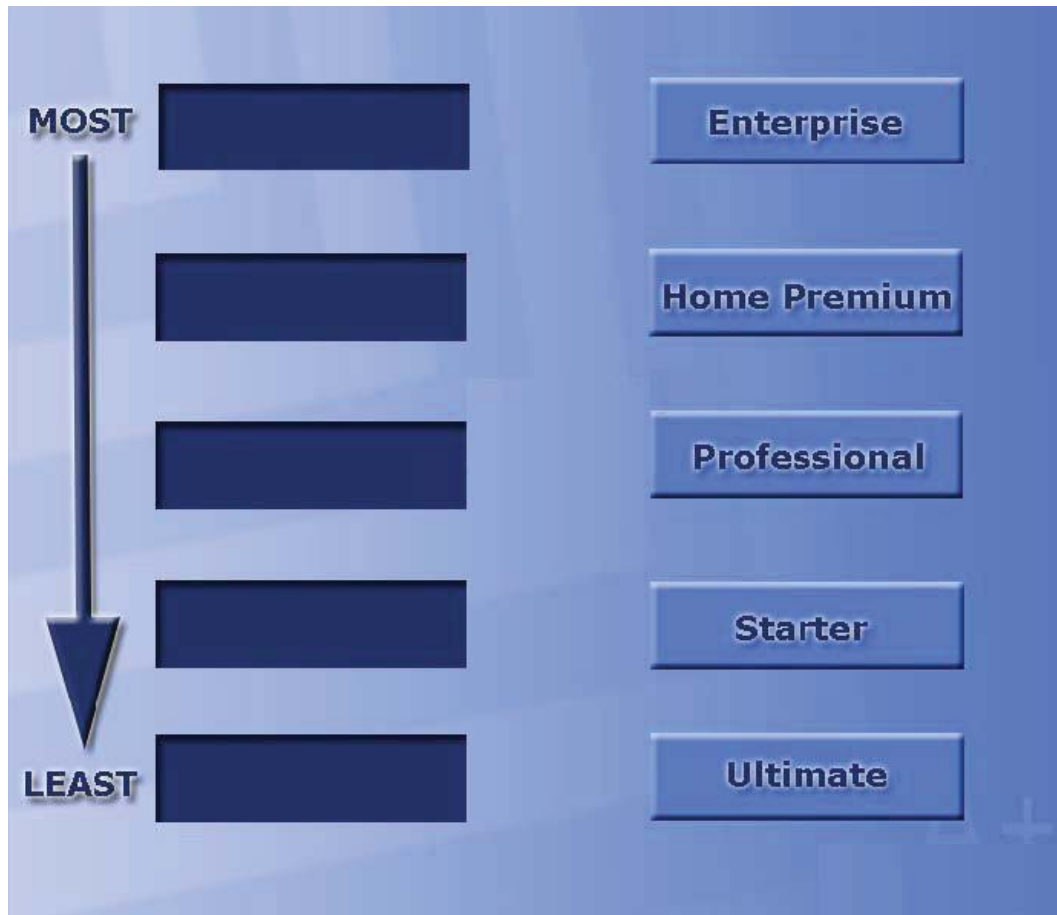 MOST
Enterprise
Home Premium
Professional
Starter
LEAST
Ultimate